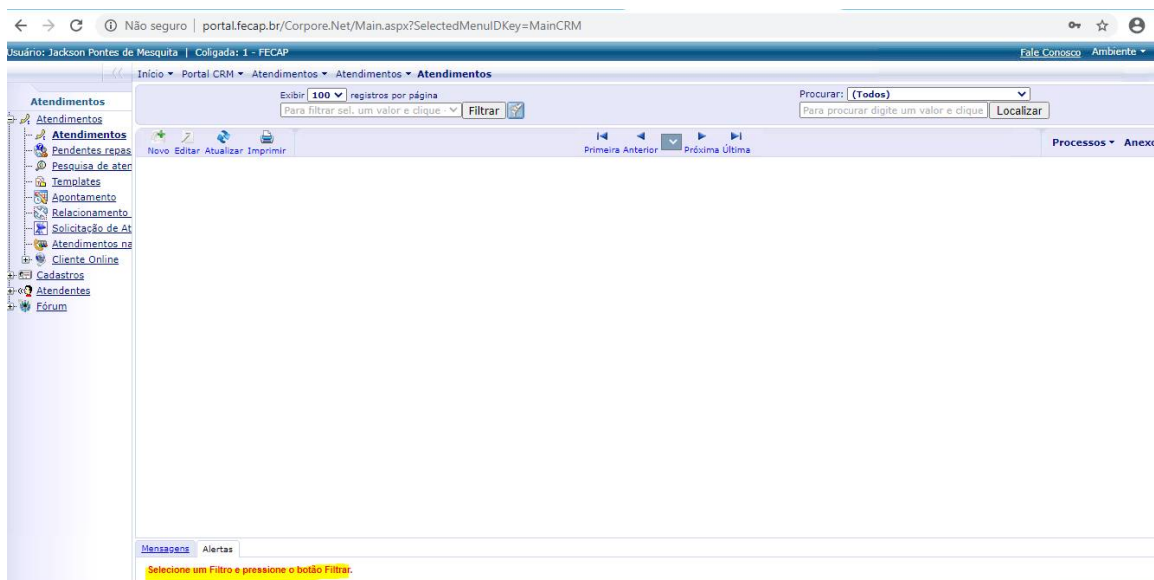 Não seguro | portal.fecap.br/Corpore.Net/Main.aspx?SelectedMenuIDKey=MainCRM
Usuário: Jackson Pontes de Mesquita | Coligada: 1 - FECAP
Fale Conosco Ambiente
Início Portal CRM Atendimentos Atendimentos Atendimentos
Exibir 100 registros por página
Para filtrar sel. um valor e clique Filtrar
Procurar: (Todos)
Para procurar digite um valor e clique Localizar
Novo Editar Atualizar Imprimir
Primeira Anterior Próxima Última
Processos Anexo
Atendimentos
Atendimentos
Atendimentos
Pendentes repas
Pesquisa de aten
Templates
Apontamento
Relacionamento
Solicitação de At
Atendimentos na
Cliente Online
Cadastros
Atendentes
Fórum
Mensagens Alertas
Selecione um Filtro e pressione o botão Filtrar.